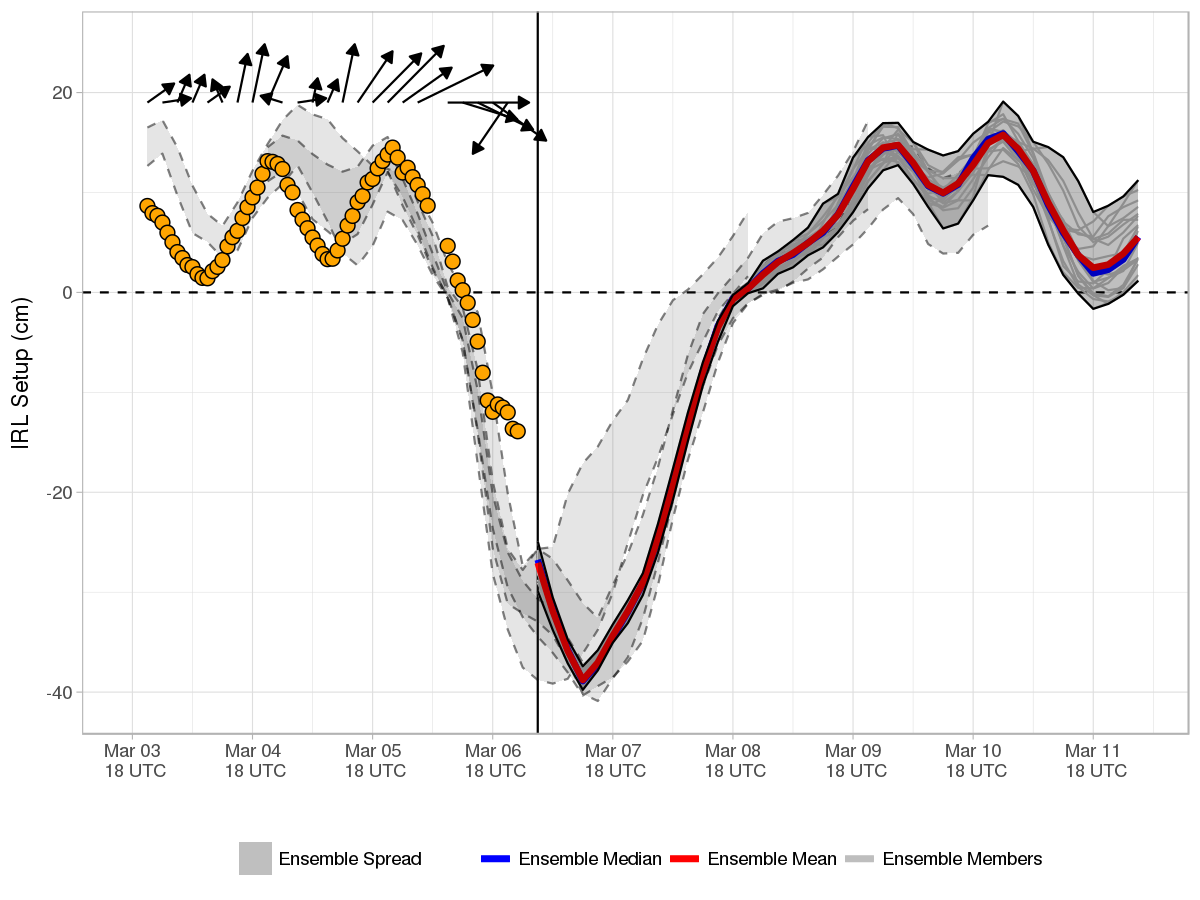 IRL Setup (cm)
20
0
-20
-40
Mar 03 Mar 04 Mar 05 Mar 06 Mar 07 Mar 08 Mar 09 Mar 10 Mar 11
18 UTC 18 UTC 18 UTC 18 UTC 18 UTC 18 UTC 18 UTC 18 UTC 18 UTC
Ensemble Spread Ensemble Median Ensemble Mean Ensemble Members